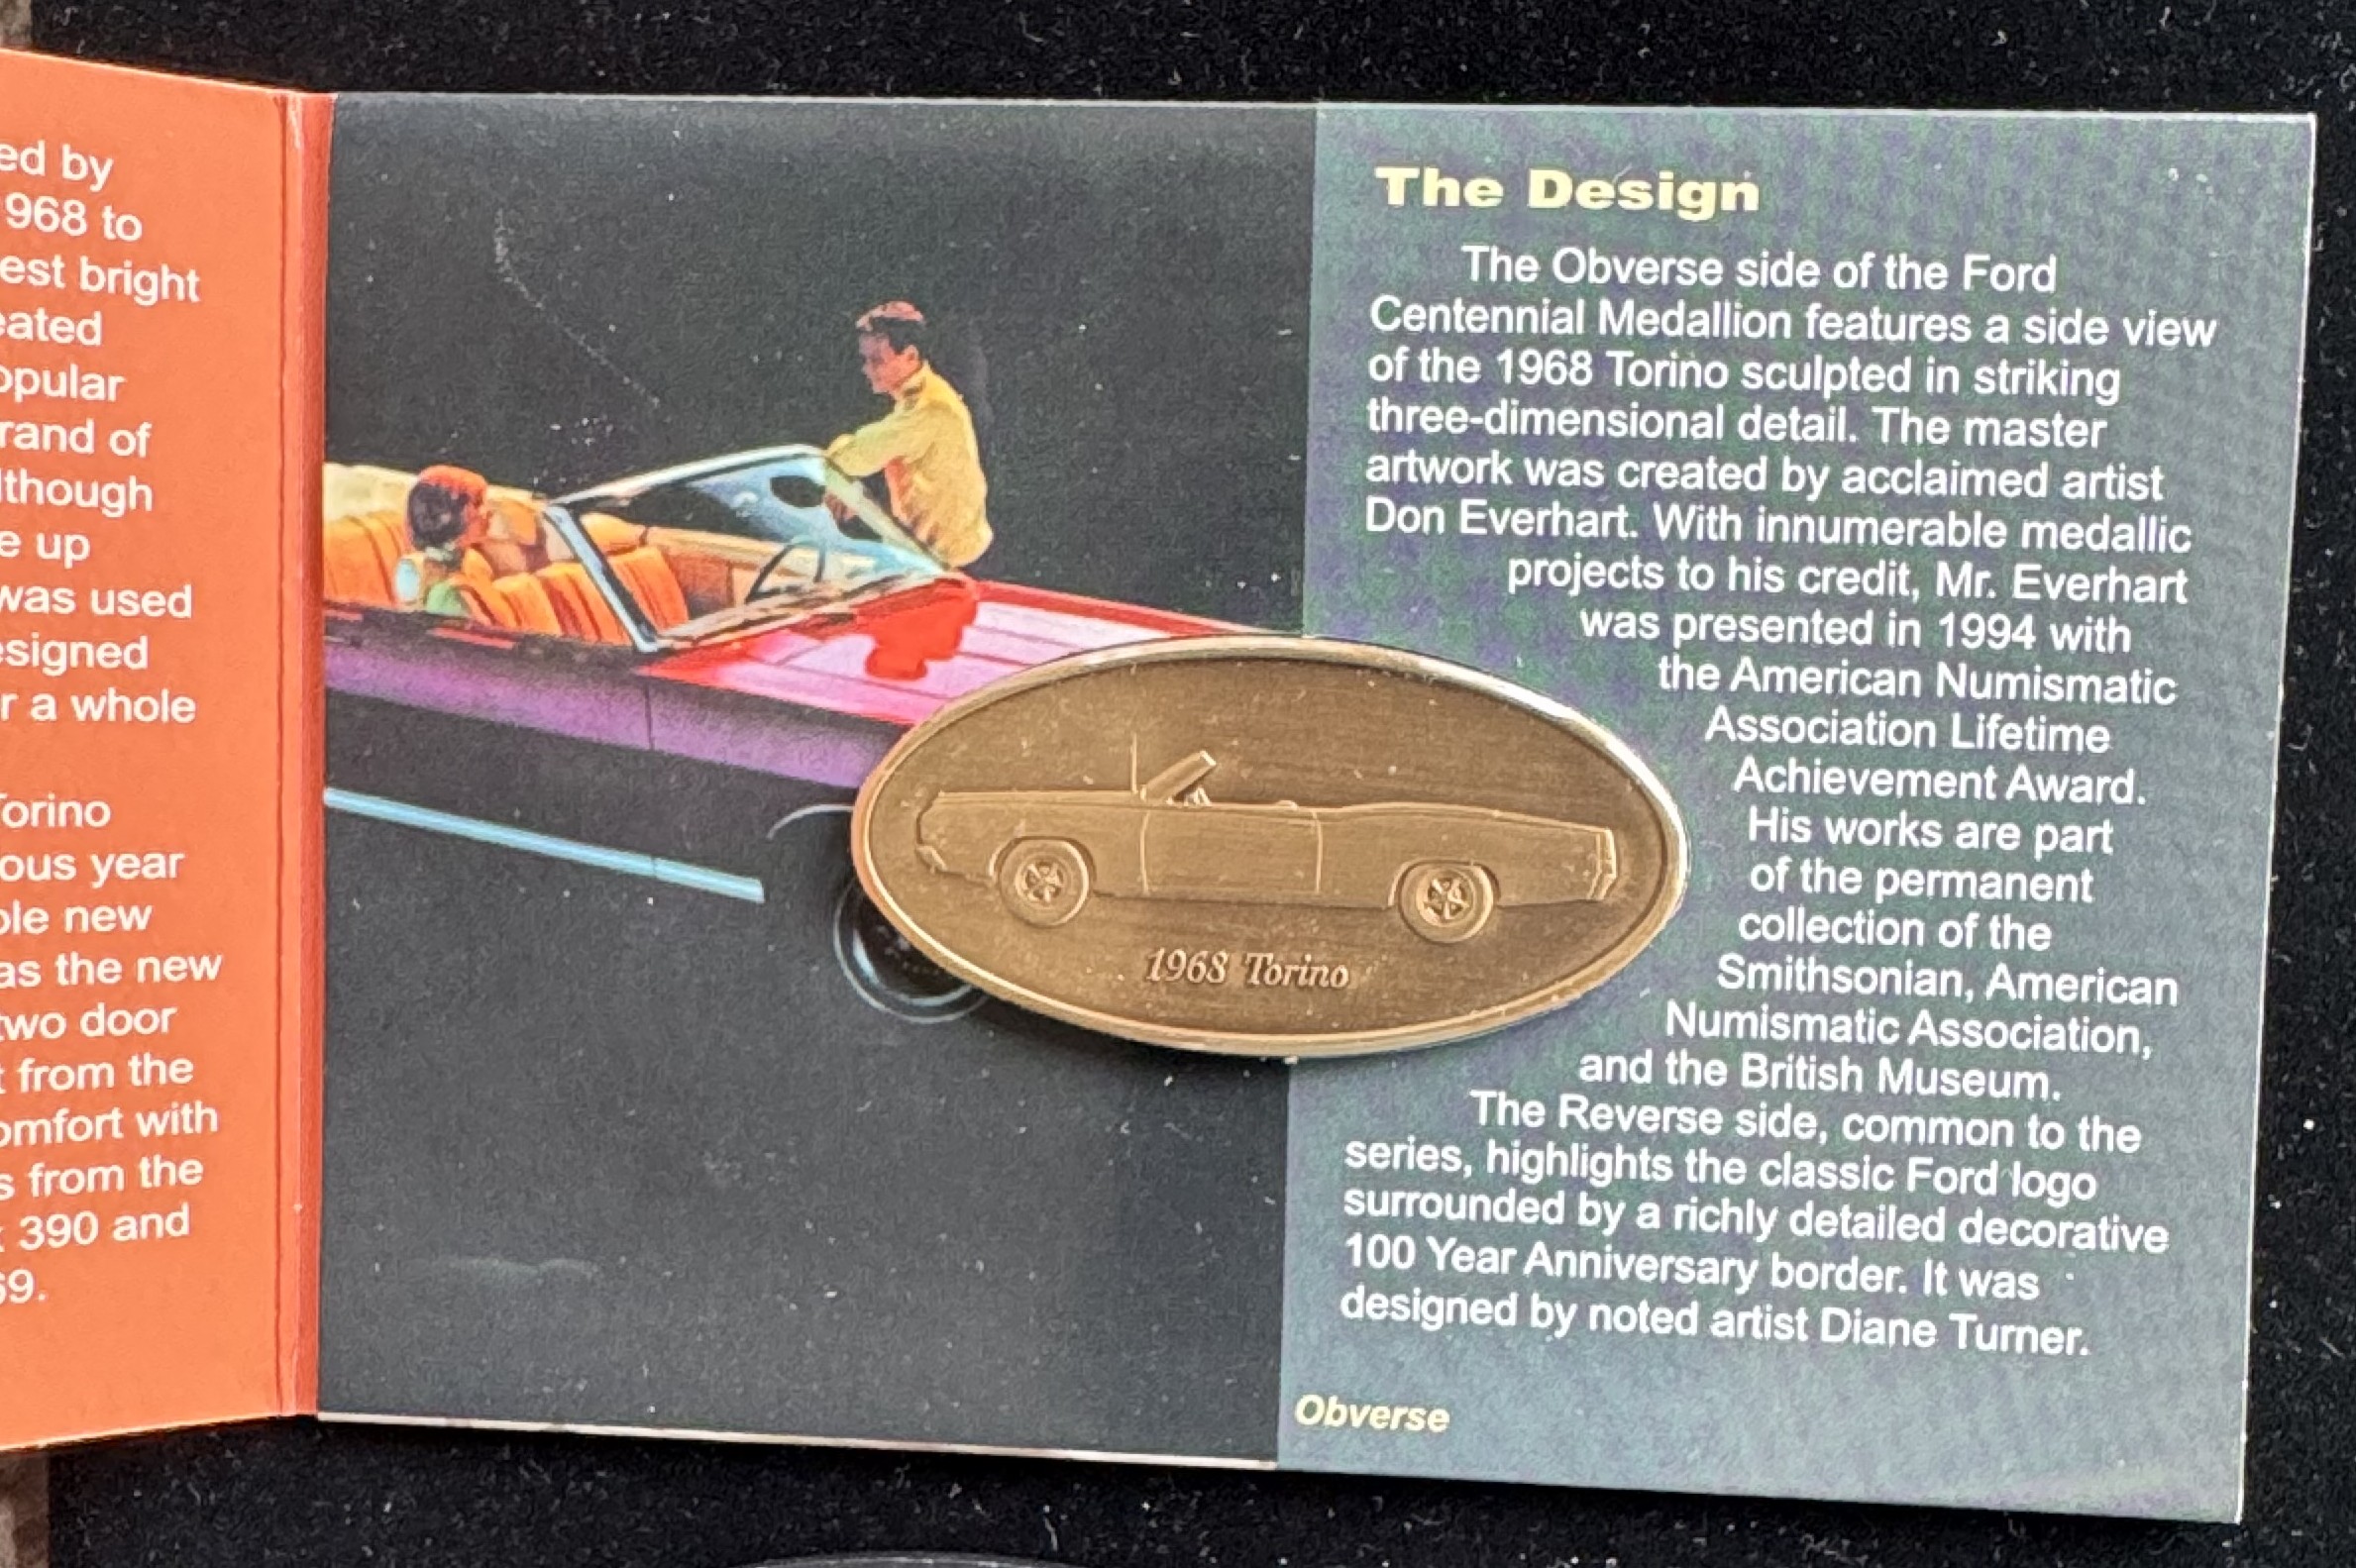 ed by
968 to
est bright
eated
opular
rand of
lthough
e up
was used
esigned
r a whole
Torino
ous year
ole new
as the new
two door
t from the
omfort with
s from the
390 and
69.
The Design
The Obverse side of the Ford
Centennial Medallion features a side view
of the 1968 Torino sculpted in striking
three-dimensional detail. The master
artwork was created by acclaimed artist
Don Everhart. With innumerable medallic
projects to his credit, Mr. Everhart
was presented in 1994 with
the American Numismatic
Association Lifetime
Achievement Award.
His works are part
of the permanent
collection of the
Smithsonian, American
Numismatic Association,
and the British Museum.
The Reverse side, common to the
series, highlights the classic Ford logo
surrounded by a richly detailed decorative
100 Year Anniversary border. It was
designed by noted artist Diane Turner.
1968 Torino
Obverse